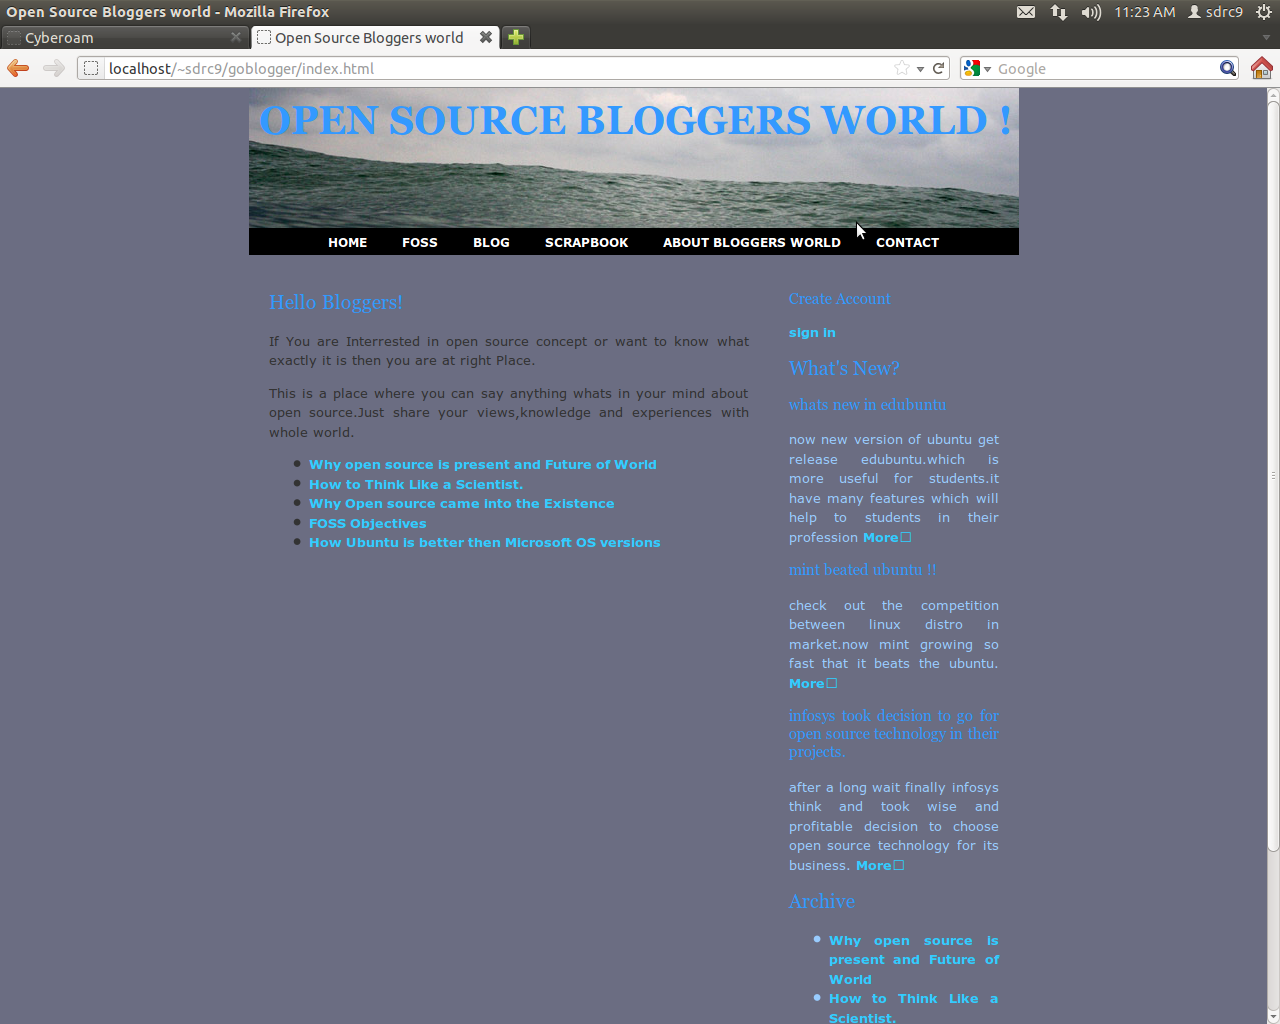 Open Source Bloggers world - Mozilla Firefox
11:23 AM sdrc9
Cyberoam
Open Source Bloggers world
localhost/~sdrc9/goblogger/index.html
Google
OPEN SOURCE BLOGGERS WORLD !
HOME FOSS BLOG SCRAPBOOK ABOUT BLOGGERS WORLD CONTACT
Hello Bloggers!
If You are Interrested in open source concept or want to know what
exactly it is then you are at right Place.
This is a place where you can say anything whats in your mind about
open source.Just share your views,knowledge and experiences with
whole world.
Why open source is present and Future of World
How to Think Like a Scientist.
Why Open source came into the Existence
FOSS Objectives
How Ubuntu is better then Microsoft OS versions
Create Account
sign in
What's New?
whats new in edubuntu
now new version of ubuntu get
release edubuntu.which is
more useful for students.it
have many features which will
help to students in their
profession More
mint beated ubuntu !!
check out the competition
between linux distro in
market.now mint growing so
fast that it beats the ubuntu.
More
infosys took decision to go for
open source technology in their
projects.
after a long wait finally infosys
think and took wise and
profitable decision to choose
open source technology for its
business. More
Archive
Why open source is
present and Future of
World
How to Think Like a
Scientist.